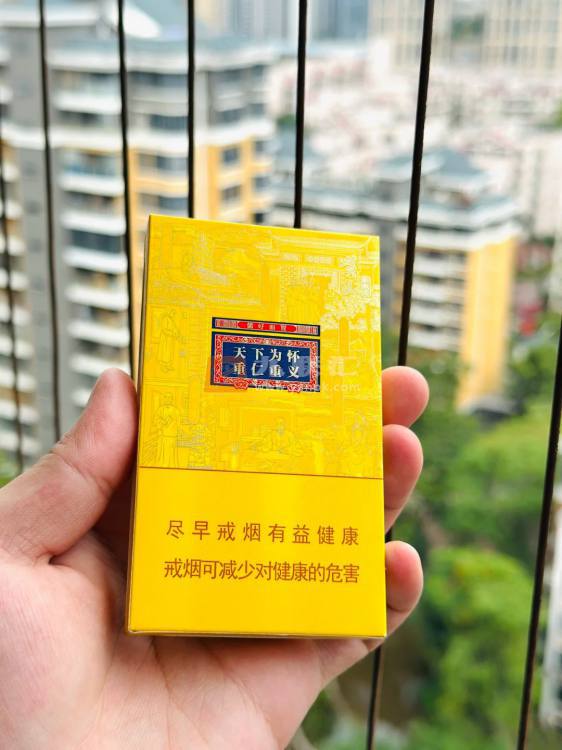 天下为怀
重仁重义
尽早戒烟有益健康
戒烟可减少对健康的危害